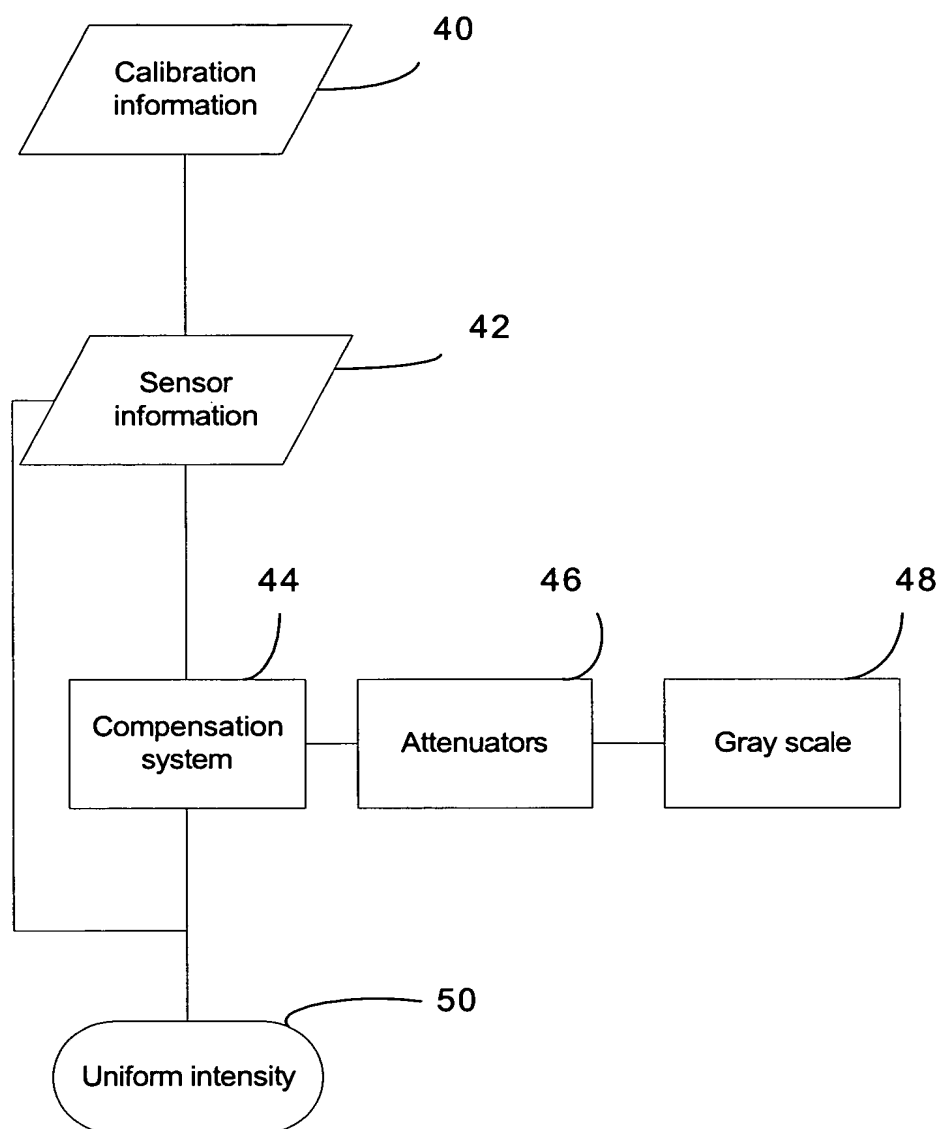 40
Calibration
information
42
Sensor
information
44
46
48
Compensation
system
Attenuators
Gray scale
50
Uniform intensity